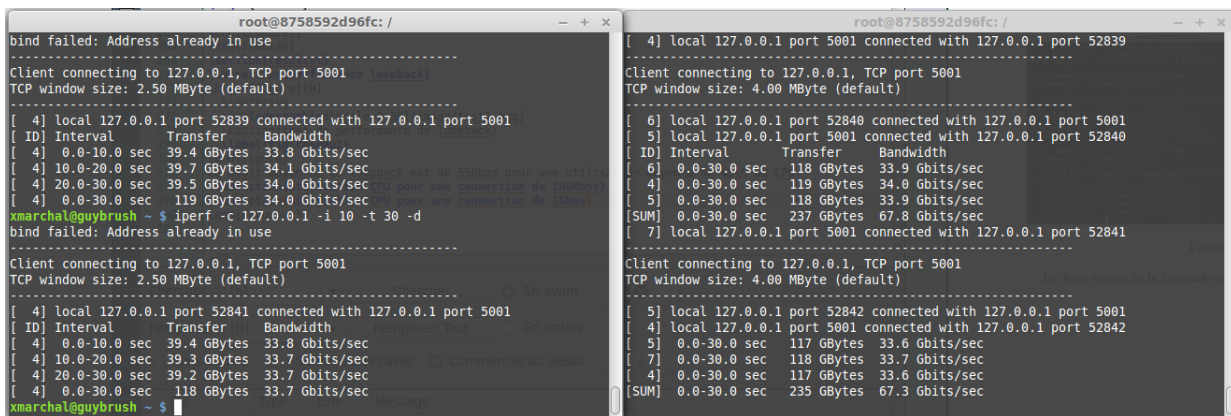 root@8758592d96fc: /
bind failed: Address already in use
------------------------------------------------------------
Client connecting to 127.0.0.1, TCP port 5001
TCP window size: 2.50 MByte (default)
------------------------------------------------------------
[  4] local 127.0.0.1 port 52839 connected with 127.0.0.1 port 5001
[ ID] Interval       Transfer     Bandwidth
[  4]  0.0-10.0 sec  39.4 GBytes  33.8 Gbits/sec
[  4] 10.0-20.0 sec  39.7 GBytes  34.1 Gbits/sec
[  4] 20.0-30.0 sec  39.5 GBytes  34.0 Gbits/sec
[  4]  0.0-30.0 sec   119 GBytes  34.0 Gbits/sec
xmarchal@guybrush ~ $ iperf -c 127.0.0.1 -i 10 -t 30 -d
bind failed: Address already in use
------------------------------------------------------------
Client connecting to 127.0.0.1, TCP port 5001
TCP window size: 2.50 MByte (default)
------------------------------------------------------------
[  4] local 127.0.0.1 port 52841 connected with 127.0.0.1 port 5001
[ ID] Interval       Transfer     Bandwidth
[  4]  0.0-10.0 sec  39.4 GBytes  33.8 Gbits/sec
[  4] 10.0-20.0 sec  39.3 GBytes  33.7 Gbits/sec
[  4] 20.0-30.0 sec  39.2 GBytes  33.7 Gbits/sec
[  4]  0.0-30.0 sec   118 GBytes  33.7 Gbits/sec
xmarchal@guybrush ~ $
root@8758592d96fc: /
[  4] local 127.0.0.1 port 5001 connected with 127.0.0.1 port 52839
------------------------------------------------------------
Client connecting to 127.0.0.1, TCP port 5001
TCP window size: 4.00 MByte (default)
------------------------------------------------------------
[  6] local 127.0.0.1 port 52840 connected with 127.0.0.1 port 5001
[  5] local 127.0.0.1 port 5001 connected with 127.0.0.1 port 52840
[ ID] Interval       Transfer     Bandwidth
[  6]  0.0-30.0 sec   118 GBytes  33.9 Gbits/sec
[  4]  0.0-30.0 sec   119 GBytes  34.0 Gbits/sec
[  5]  0.0-30.0 sec   118 GBytes  33.9 Gbits/sec
[SUM]  0.0-30.0 sec   237 GBytes  67.8 Gbits/sec
[  7] local 127.0.0.1 port 5001 connected with 127.0.0.1 port 52841
------------------------------------------------------------
Client connecting to 127.0.0.1, TCP port 5001
TCP window size: 4.00 MByte (default)
------------------------------------------------------------
[  5] local 127.0.0.1 port 52842 connected with 127.0.0.1 port 5001
[  4] local 127.0.0.1 port 5001 connected with 127.0.0.1 port 52842
[  5]  0.0-30.0 sec   117 GBytes  33.6 Gbits/sec
[  7]  0.0-30.0 sec   118 GBytes  33.7 Gbits/sec
[  4]  0.0-30.0 sec   117 GBytes  33.6 Gbits/sec
[SUM]  0.0-30.0 sec   235 GBytes  67.3 Gbits/sec